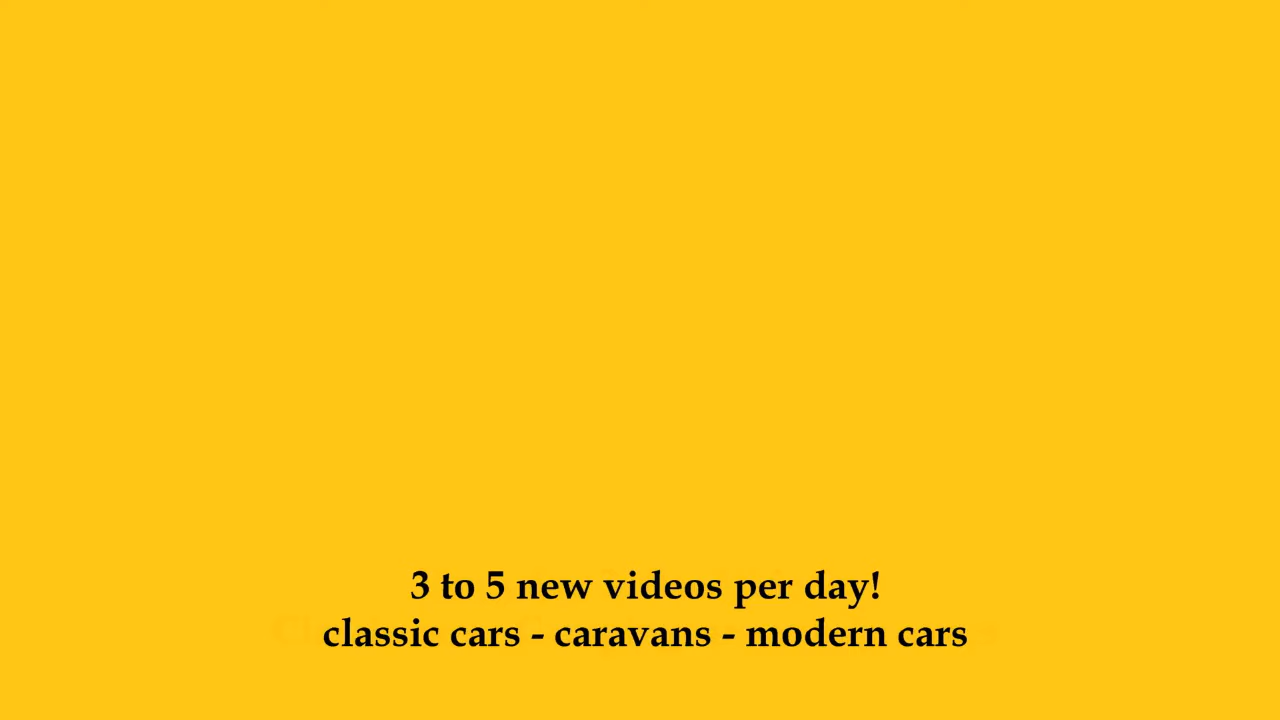 3 to 5 new videos per day!
classic cars - caravans - modern cars